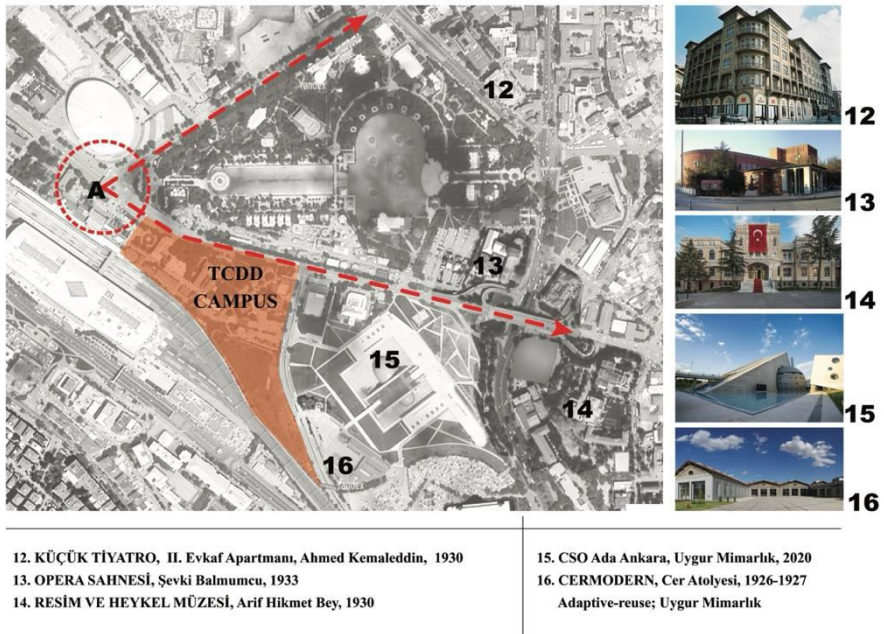 Yandex
12
A
13
TCDD
CAMPUS
15
14
16
Yandex
12
13
14
15
16
12. KÜÇÜK TİYATRO, II. Evkaf Apartmanı, Ahmed Kemaleddin, 1930
13. OPERA SAHNESİ, Şevki Balmumcu, 1933
14. RESİM VE HEYKEL MÜZESİ, Arif Hikmet Bey, 1930
15. CSO Ada Ankara, Uygur Mimarlık, 2020
16. CERMODERN, Cer Atolyesi, 1926-1927
Adaptive-reuse; Uygur Mimarlık